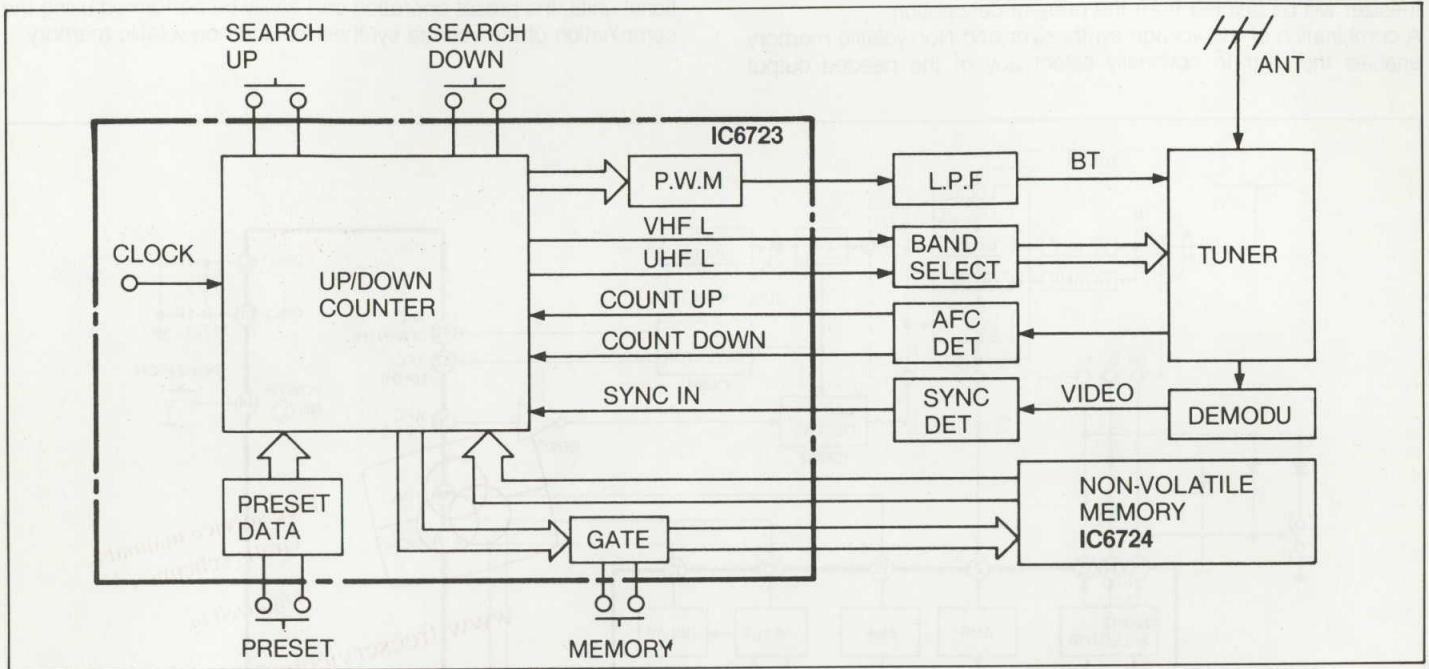 SEARCH
UP
SEARCH
DOWN
ANT
IC6723
P.W.M
L.P.F
BT
TUNER
CLOCK
UP/DOWN
COUNTER
VHF L
UHF L
BAND
SELECT
COUNT UP
COUNT DOWN
AFC
DET
SYNC IN
SYNC
DET
VIDEO
DEMODU
PRESET
DATA
GATE
NON-VOLATILE
MEMORY
IC6724
PRESET
MEMORY